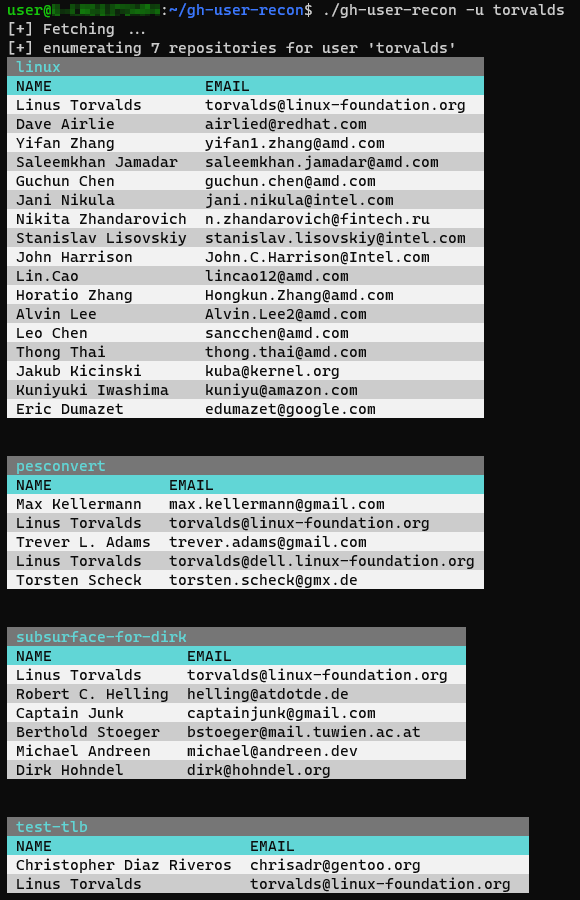 user@:~/gh-user-recon$ ./gh-user-recon -u torvalds
[+] Fetching ...
[+] enumerating 7 repositories for user 'torvalds'
linux
NAME EMAIL
Linus Torvalds torvalds@linux-foundation.org
Dave Airlie airlied@redhat.com
Yifan Zhang yifan1.zhang@amd.com
Saleemkhan Jamadar saleemkhan.jamadar@amd.com
Guchun Chen guchun.chen@amd.com
Jani Nikula jani.nikula@intel.com
Nikita Zhandarovich n.zhandarovich@fintech.ru
Stanislav Lisovskiy stanislav.lisovskiy@intel.com
John Harrison John.C.Harrison@Intel.com
Lin.Cao lincao12@amd.com
Horatio Zhang Hongkun.Zhang@amd.com
Alvin Lee Alvin.Lee2@amd.com
Leo Chen sancchen@amd.com
Thong Thai thong.thai@amd.com
Jakub Kicinski kuba@kernel.org
Kuniyuki Iwashima kuniyu@amazon.com
Eric Dumazet edumazet@google.com
pesconvert
NAME EMAIL
Max Kellermann max.kellermann@gmail.com
Linus Torvalds torvalds@linux-foundation.org
Trever L. Adams trever.adams@gmail.com
Linus Torvalds torvalds@dell.linux-foundation.org
Torsten Scheck torsten.scheck@gmx.de
subsurface-for-dirk
NAME EMAIL
Linus Torvalds torvalds@linux-foundation.org
Robert C. Helling helling@atdotde.de
Captain Junk captainjunk@gmail.com
Berthold Stoeger bstoeger@mail.tuwien.ac.at
Michael Andreen michael@andreen.dev
Dirk Hohndel dirk@hohndel.org
test-tlb
NAME EMAIL
Christopher Diaz Riveros chrisadr@gentoo.org
Linus Torvalds torvalds@linux-foundation.org